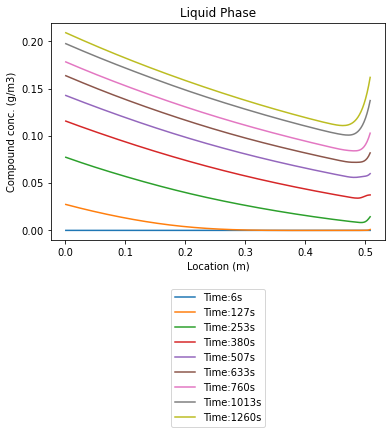 Liquid Phase
Compound conc. (g/m3)
0.20
0.15
0.10
0.05
0.00
0.0 0.1 0.2 0.3 0.4 0.5
Location (m)
Time:6s
Time:127s
Time:253s
Time:380s
Time:507s
Time:633s
Time:760s
Time:1013s
Time:1260s